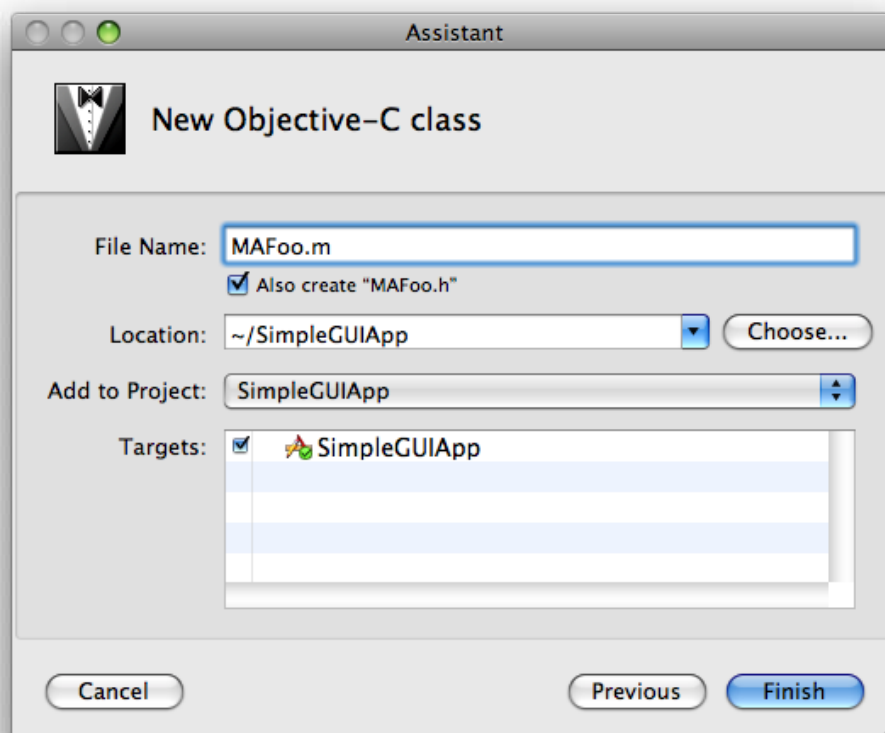 Assistant
New Objective-C class
File Name: MAFoo.m
Also create “MAFoo.h”
Location: ~/SimpleGUIApp Choose...
Add to Project: SimpleGUIApp
Targets: SimpleGUIApp
Cancel Previous Finish